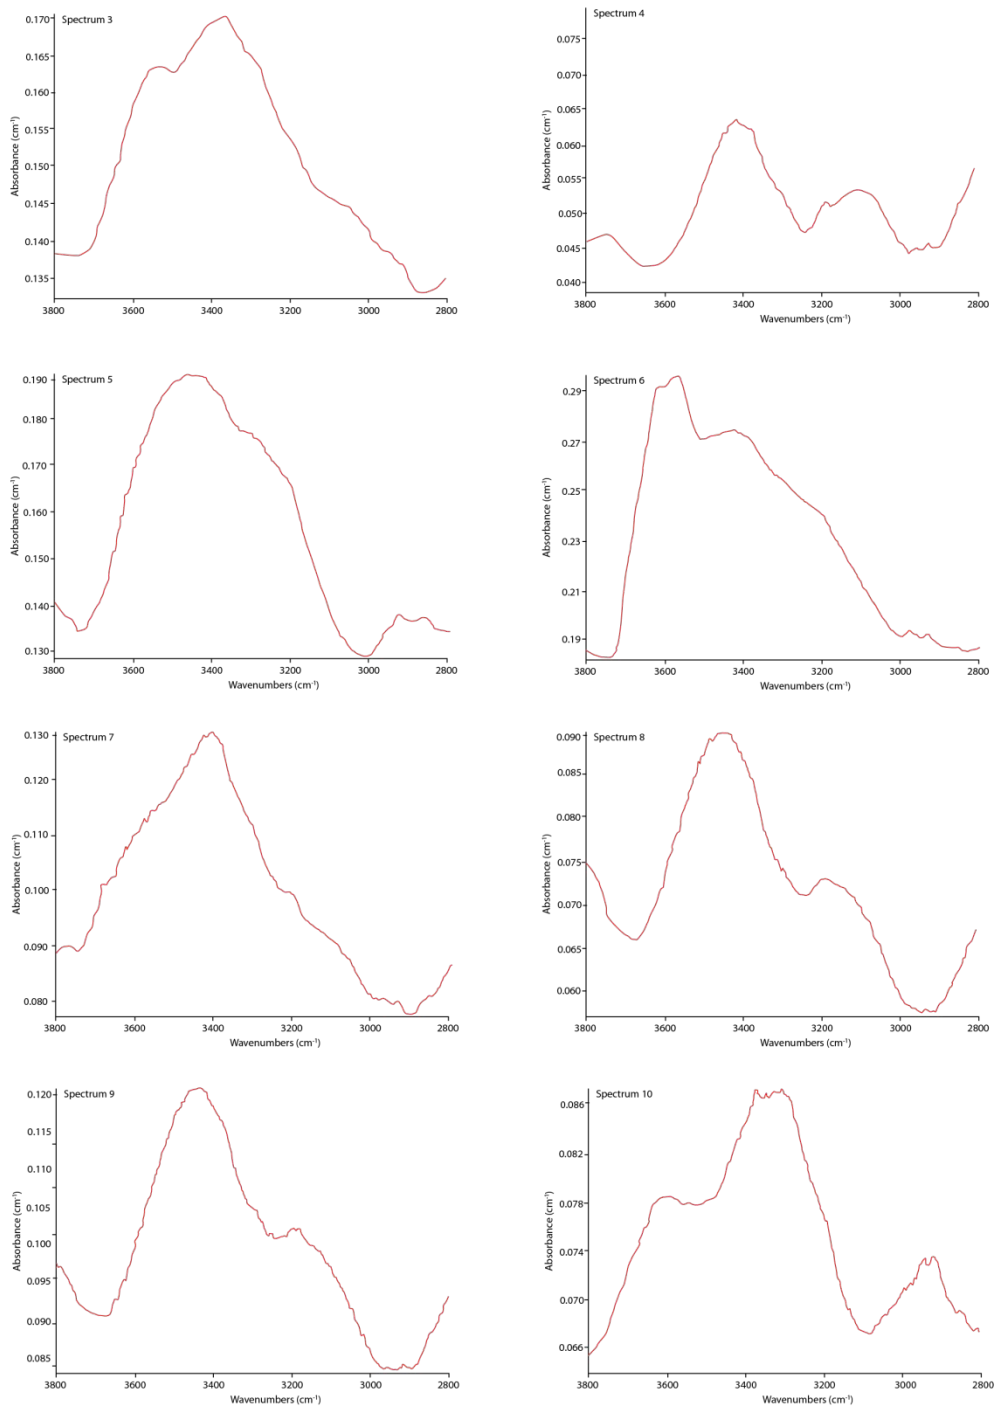 Spectrum 3
0.170
0.165
0.160
0.155
0.150
0.145
0.140
0.135
Absorbance (cm⁻¹)
3800 3600 3400 3200 3000 2800
Wavenumbers (cm⁻¹)
Spectrum 4
0.075
0.070
0.065
0.060
0.055
0.050
0.045
0.040
Absorbance (cm⁻¹)
3800 3600 3400 3200 3000 2800
Wavenumbers (cm⁻¹)
Spectrum 5
0.190
0.180
0.170
0.160
0.150
0.140
0.130
Absorbance (cm⁻¹)
3800 3600 3400 3200 3000 2800
Wavenumbers (cm⁻¹)
Spectrum 6
0.29
0.27
0.25
0.23
0.21
0.19
Absorbance (cm⁻¹)
3800 3600 3400 3200 3000 2800
Wavenumbers (cm⁻¹)
Spectrum 7
0.130
0.120
0.110
0.100
0.090
0.080
Absorbance (cm⁻¹)
3800 3600 3400 3200 3000 2800
Wavenumbers (cm⁻¹)
Spectrum 8
0.090
0.085
0.080
0.075
0.070
0.065
0.060
Absorbance (cm⁻¹)
3800 3600 3400 3200 3000 2800
Wavenumbers (cm⁻¹)
Spectrum 9
0.120
0.115
0.110
0.105
0.100
0.095
0.090
0.085
Absorbance (cm⁻¹)
3800 3600 3400 3200 3000 2800
Wavenumbers (cm⁻¹)
Spectrum 10
0.086
0.082
0.078
0.074
0.070
0.066
Absorbance (cm⁻¹)
3800 3600 3400 3200 3000 2800
Wavenumbers (cm⁻¹)